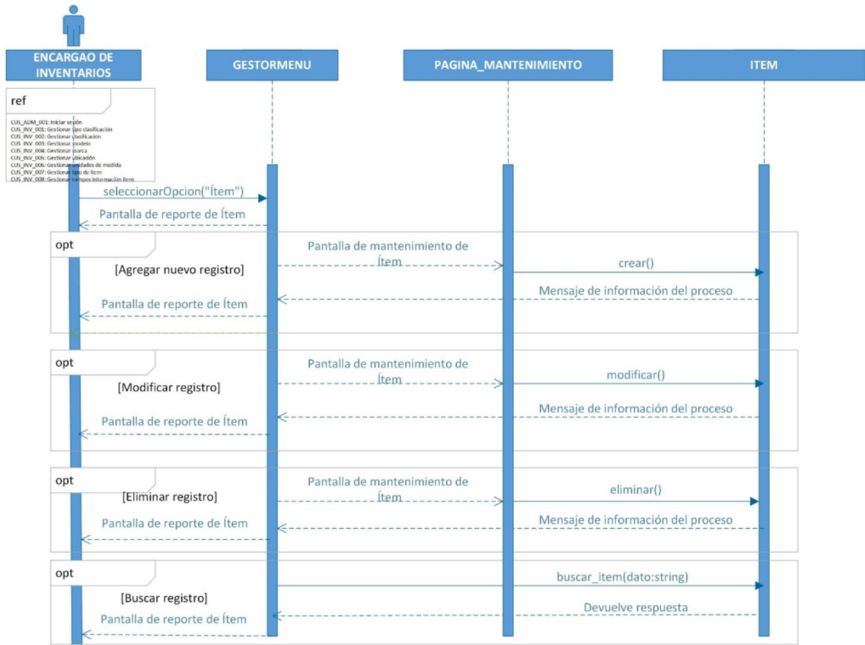 ENCARGAO DE
INVENTARIOS
GESTORMENU
PAGINA_MANTENIMIENTO
ITEM
ref
CUS_ADM_001: Iniciar sesión
CUS_INV_001: Gestionar tipo clasificación
CUS_INV_002: Gestionar clasificación
CUS_INV_003: Gestionar modelo
CUS_INV_004: Gestionar marca
CUS_INV_005: Gestionar ubicación
CUS_INV_006: Gestionar unidades de medida
CUS_INV_007: Gestionar tipo de ítem
CUS_INV_008: Gestionar campos información ítem
seleccionarOpcion("Ítem")
Pantalla de reporte de Ítem
opt
[Agregar nuevo registro]
Pantalla de mantenimiento de
Ítem
crear()
Mensaje de información del proceso
Pantalla de reporte de Ítem
opt
[Modificar registro]
Pantalla de mantenimiento de
Ítem
modificar()
Mensaje de información del proceso
Pantalla de reporte de Ítem
opt
[Eliminar registro]
Pantalla de mantenimiento de
Ítem
eliminar()
Mensaje de información del proceso
Pantalla de reporte de Ítem
opt
[Buscar registro]
buscar_item(dato:string)
Devuelve respuesta
Pantalla de reporte de Ítem